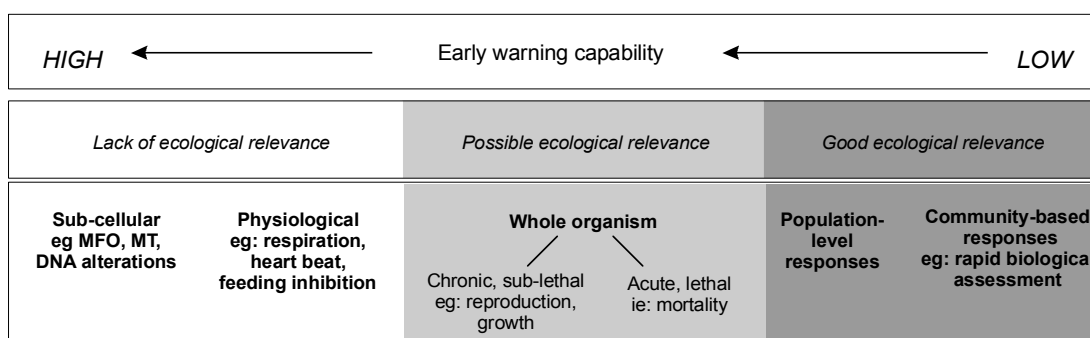 HIGH
Early warning capability
LOW
Lack of ecological relevance
Possible ecological relevance
Good ecological relevance
Sub-cellular
eg MFO, MT,
DNA alterations
Physiological
eg: respiration,
heart beat,
feeding inhibition
Whole organism
Chronic, sub-lethal
eg: reproduction,
growth
Acute, lethal
ie: mortality
Population-
level
responses
Community-based
responses
eg: rapid biological
assessment